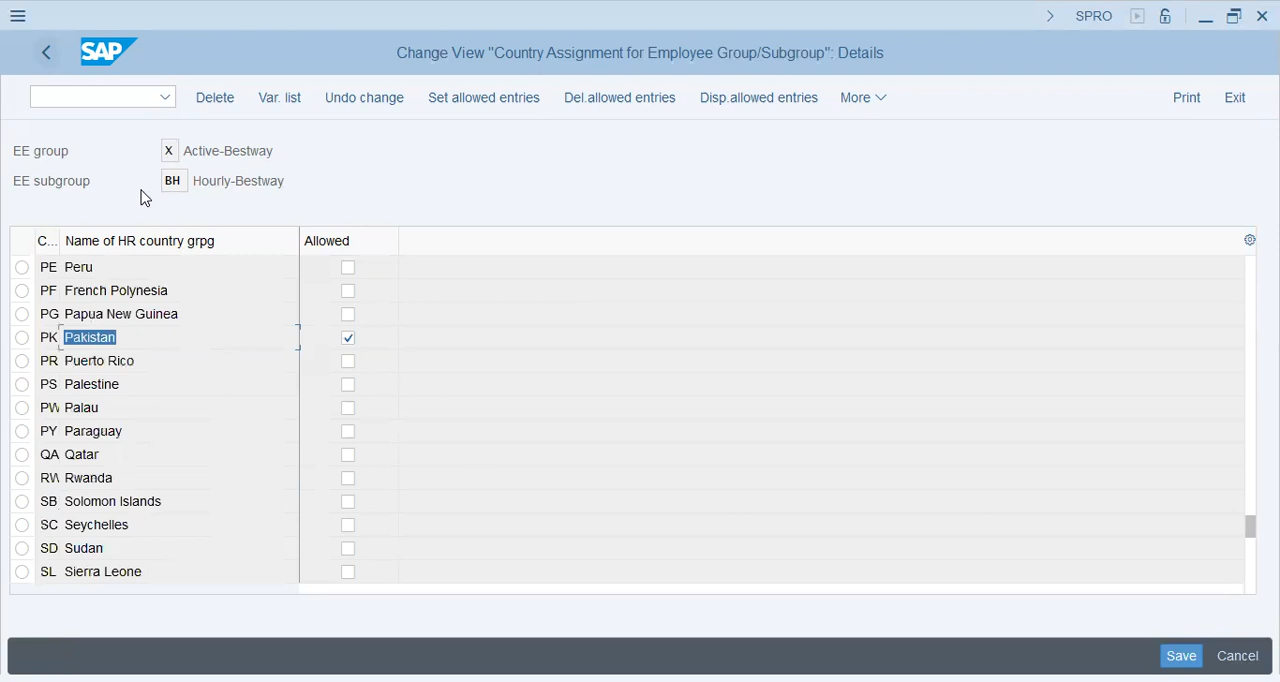 SPRO
SAP Change View "Country Assignment for Employee Group/Subgroup": Details
Delete Var. list Undo change Set allowed entries Del.allowed entries Disp.allowed entries More Print Exit
EE group X Active-Bestway
EE subgroup BH Hourly-Bestway
C... Name of HR country grpg Allowed
PE Peru
PF French Polynesia
PG Papua New Guinea
PK Pakistan
PR Puerto Rico
PS Palestine
PW Palau
PY Paraguay
QA Qatar
RW Rwanda
SB Solomon Islands
SC Seychelles
SD Sudan
SL Sierra Leone
Save Cancel